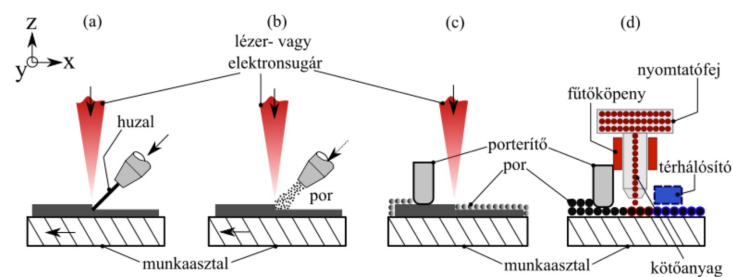 (a)
(b)
(c)
(d)
z
y
x
lézer- vagy
elektronsugár
nyomtatófej
fűtőköpeny
huzal
porterítő
por
térhálósító
por
munkaasztal
munkaasztal
kötőanyag